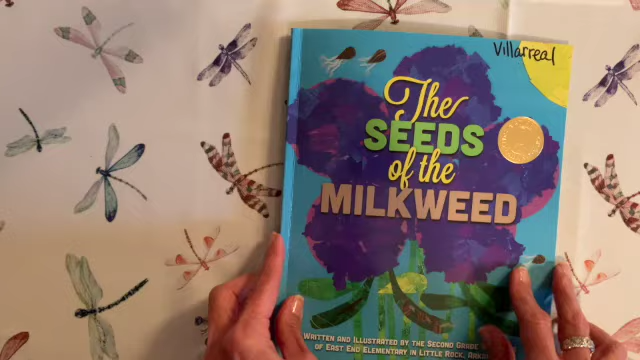 Villarreal
The
SEEDS
of the
MILKWEED
WRITTEN AND ILLUSTRATED BY THE SECOND GRADE
OF EAST END ELEMENTARY IN LITTLE ROCK,